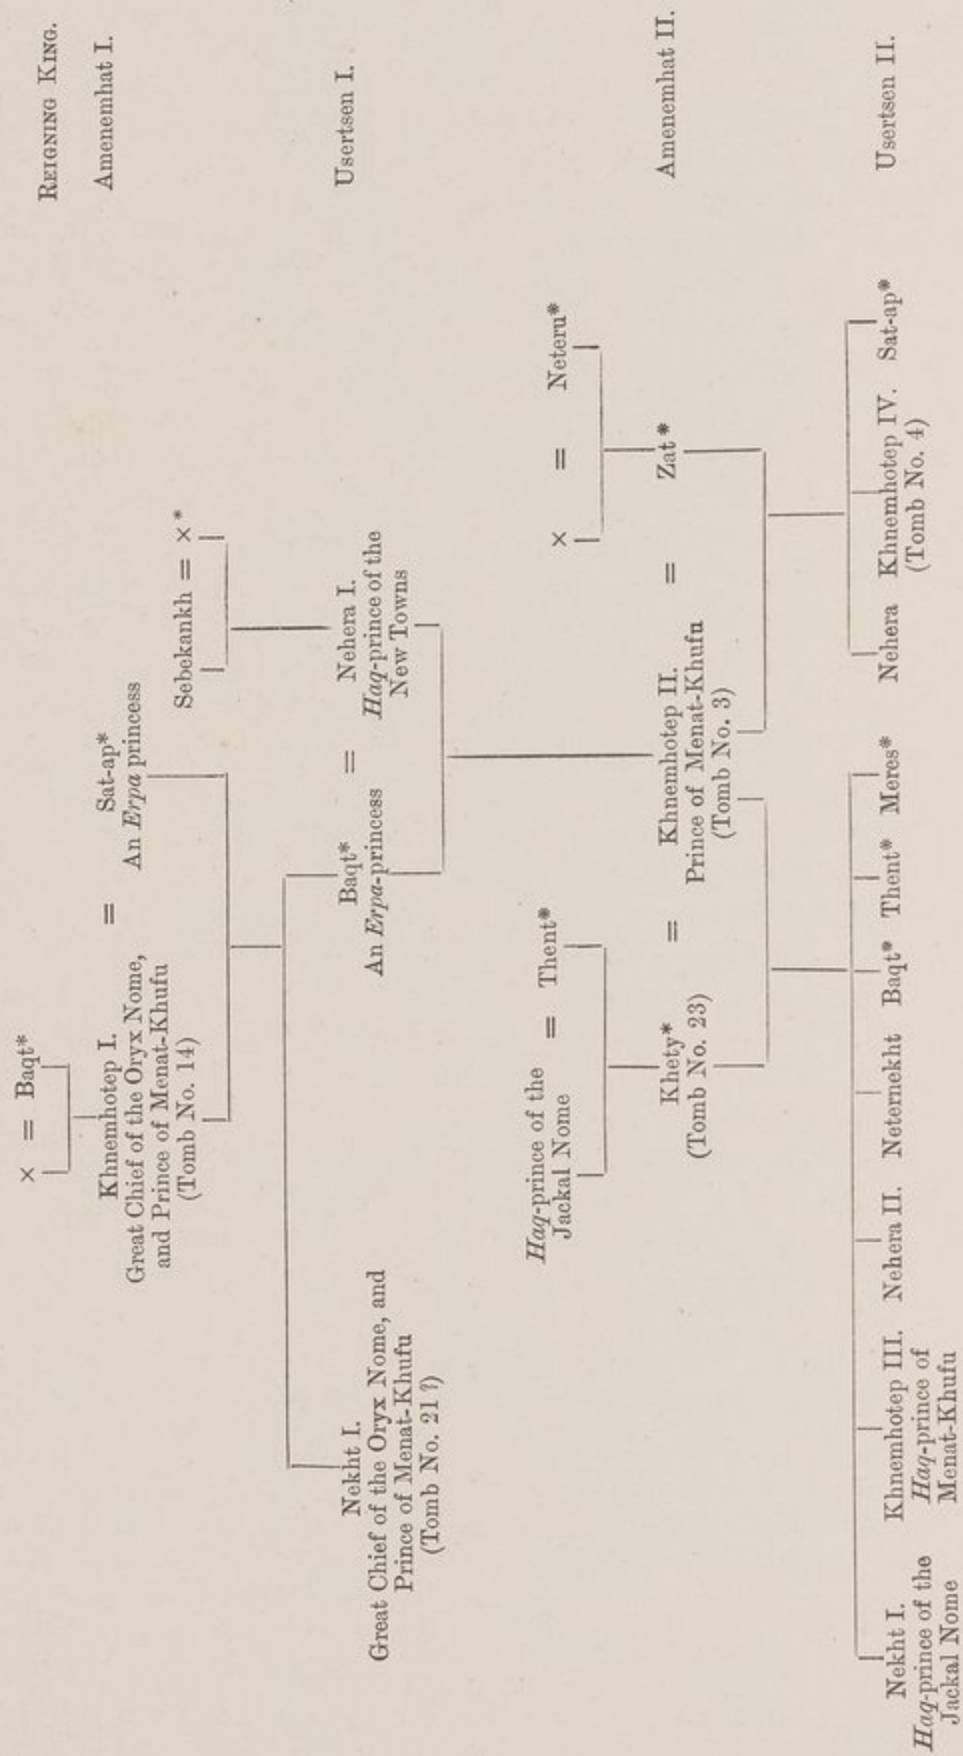 REIGNING KING.
× = Baqt*
Khnemhotep I. = Sat-ap* Amenemhat I.
Great Chief of the Oryx Nome, An Erpa princess
and Prince of Menat-Khufu
(Tomb No. 14)
Sebekankh = ×*
Nekht I. Baqt* = Nehera I. Usertsen I.
Great Chief of the Oryx Nome, and An Erpa-princess Haq-prince of the
Prince of Menat-Khufu New Towns
(Tomb No. 21 ?)
Haq-prince of the = Thent* × = Neteru*
Jackal Nome
Khety* = Khnemhotep II. = Zat* Amenemhat II.
(Tomb No. 23) Prince of Menat-Khufu
(Tomb No. 3)
Nekht I. Khnemhotep III. Nehera II. Neternekht Baqt* Thent* Meres* Nehera Khnemhotep IV. Sat-ap* Usertsen II.
Haq-prince of the Haq-prince of (Tomb No. 4)
Jackal Nome Menat-Khufu